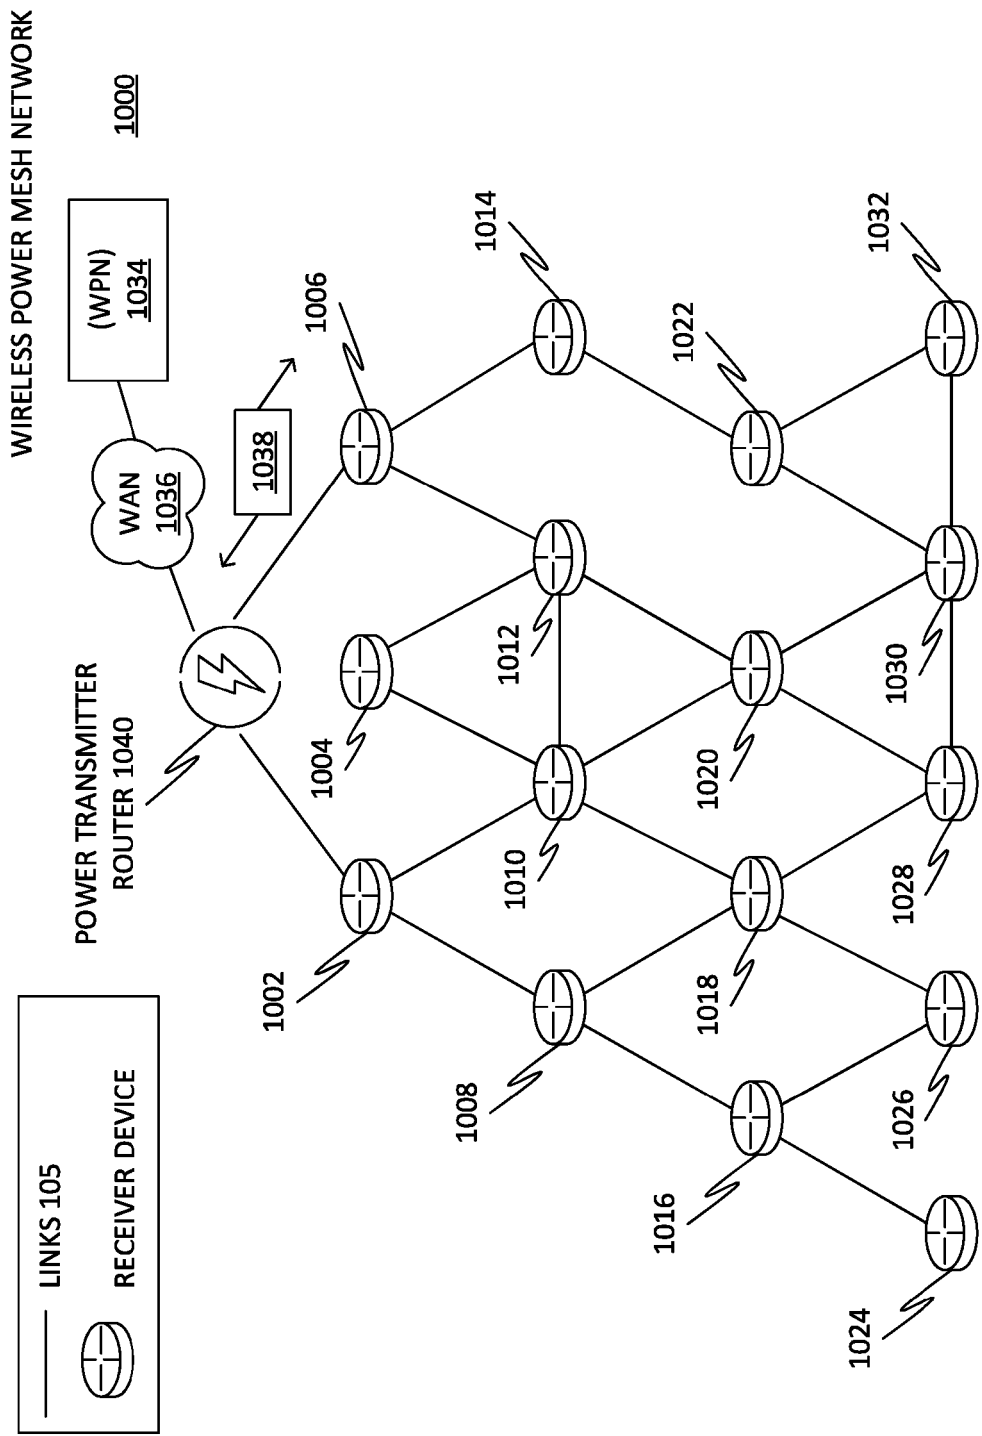 WIRELESS POWER MESH NETWORK
1000
(WPN)
1034
WAN
1036
1038
POWER TRANSMITTER
ROUTER 1040
LINKS 105
RECEIVER DEVICE
1002
1004
1006
1008
1010
1012
1014
1016
1018
1020
1022
1024
1026
1028
1030
1032